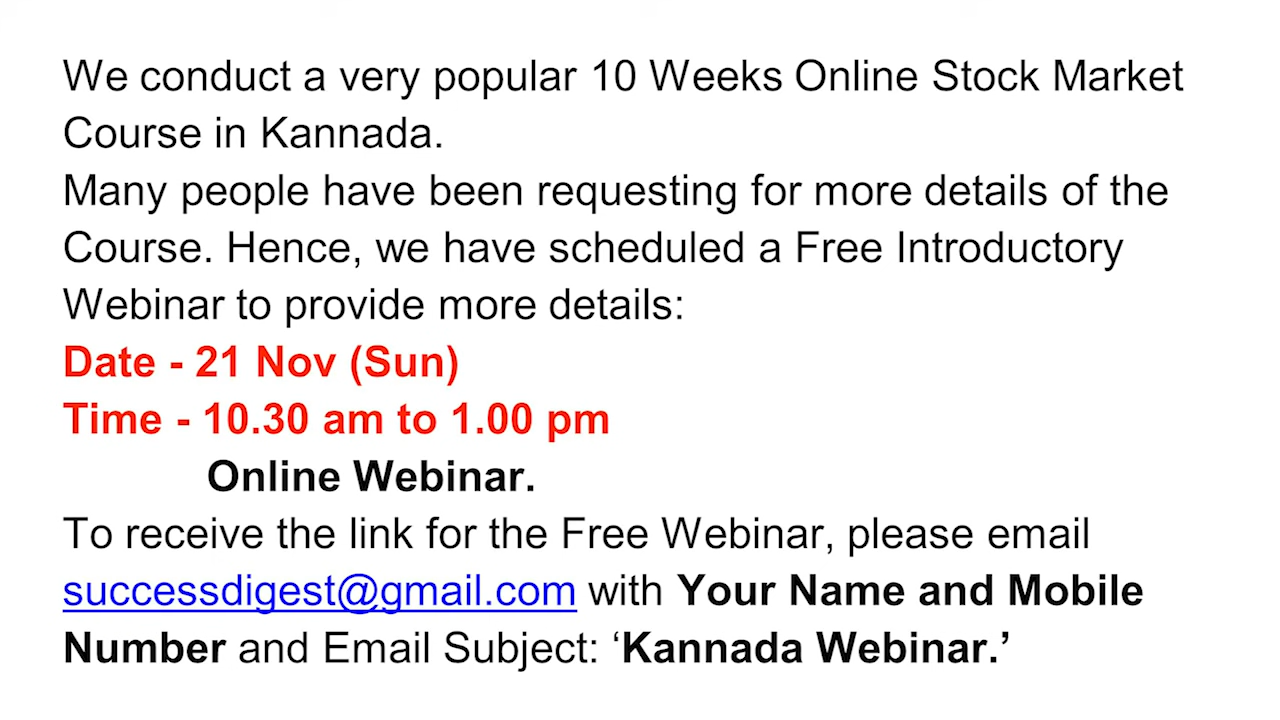 We conduct a very popular 10 Weeks Online Stock Market
Course in Kannada.
Many people have been requesting for more details of the
Course. Hence, we have scheduled a Free Introductory
Webinar to provide more details:
Date - 21 Nov (Sun)
Time - 10.30 am to 1.00 pm
Online Webinar.
To receive the link for the Free Webinar, please email
successdigest@gmail.com with Your Name and Mobile
Number and Email Subject: ‘Kannada Webinar.’